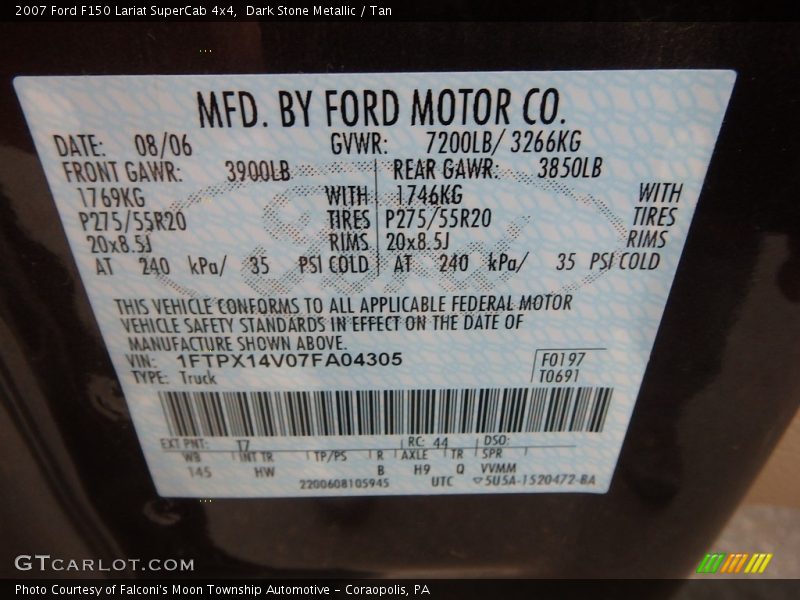 2007 Ford F150 Lariat SuperCab 4x4, Dark Stone Metallic / Tan
MFD. BY FORD MOTOR CO.
DATE: 08/06 GVWR: 7200LB/ 3266KG
FRONT GAWR: 3900LB REAR GAWR: 3850LB
1769KG WITH 1746KG WITH
P275/55R20 TIRES P275/55R20 TIRES
20x8.5J RIMS 20x8.5J RIMS
AT 240 kPa/ 35 PSI COLD AT 240 kPa/ 35 PSI COLD
THIS VEHICLE CONFORMS TO ALL APPLICABLE FEDERAL MOTOR
VEHICLE SAFETY STANDARDS IN EFFECT ON THE DATE OF
MANUFACTURE SHOWN ABOVE.
VIN: 1FTPX14V07FA04305 F0197
TYPE: Truck T0691
EXT PNT: T7 RC: 44 DSO:
WB INT TR TP/PS R AXLE TR SPR
145 HW B H9 Q VVMM
2200608105945 UTC 5U5A-1520472-BA
GTCARLOT.COM
Photo Courtesy of Falconi's Moon Township Automotive – Coraopolis, PA